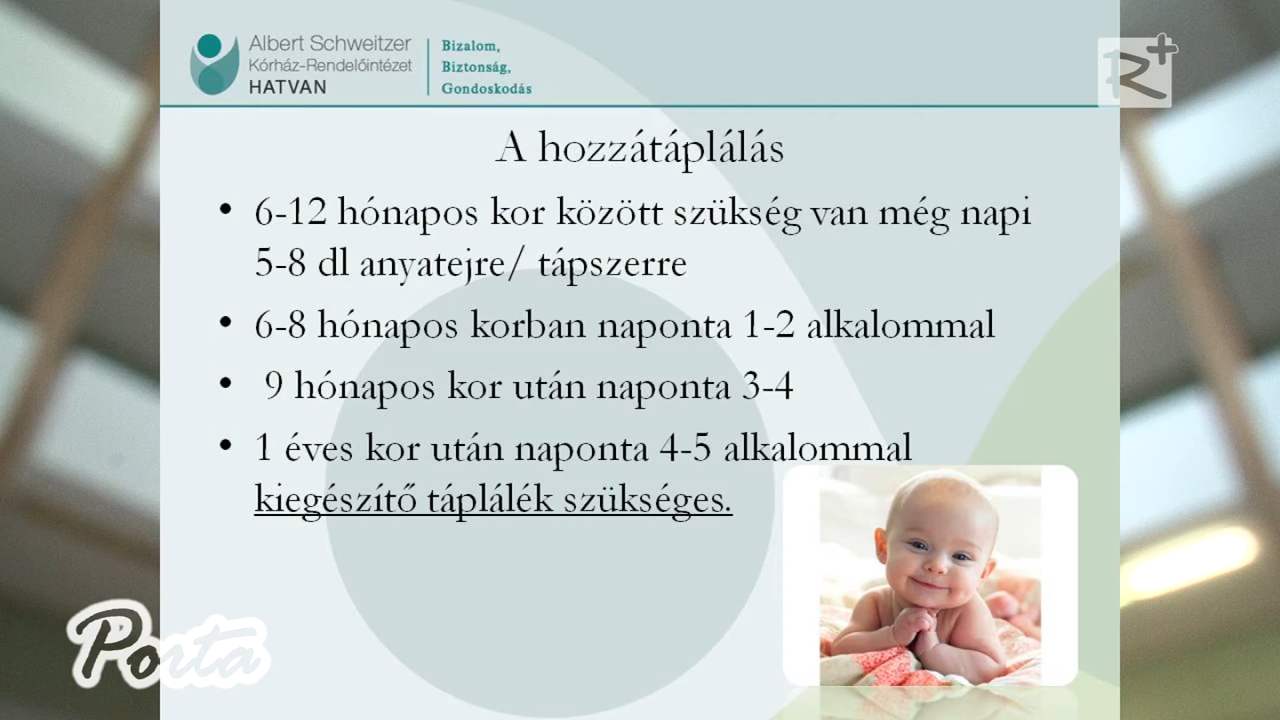 Albert Schweitzer
Kórház-Rendelőintézet
HATVAN
Bizalom,
Biztonság,
Gondoskodás
R+
A hozzátáplálás
• 6-12 hónapos kor között szükség van még napi
5-8 dl anyatejre/ tápszerre
• 6-8 hónapos korban naponta 1-2 alkalommal
• 9 hónapos kor után naponta 3-4
• 1 éves kor után naponta 4-5 alkalommal
kiegészítő táplálék szükséges.
Porta